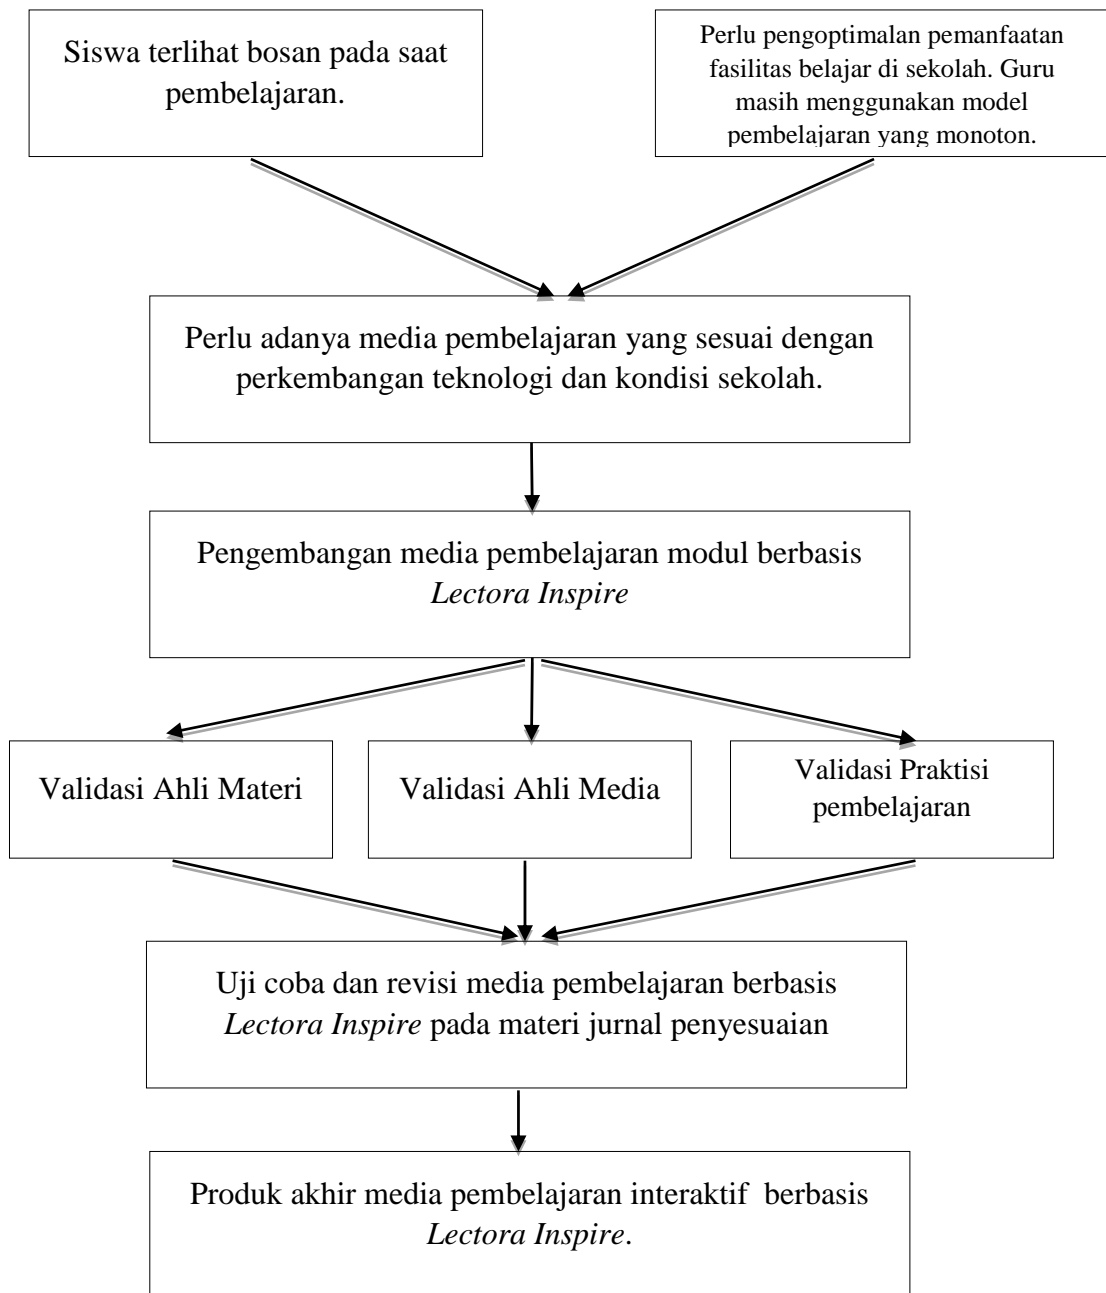 Siswa terlihat bosan pada saat
pembelajaran.
Perlu pengoptimalan pemanfaatan
fasilitas belajar di sekolah. Guru
masih menggunakan model
pembelajaran yang monoton.
Perlu adanya media pembelajaran yang sesuai dengan
perkembangan teknologi dan kondisi sekolah.
Pengembangan media pembelajaran modul berbasis
Lectora Inspire
Validasi Ahli Materi
Validasi Ahli Media
Validasi Praktisi
pembelajaran
Uji coba dan revisi media pembelajaran berbasis
Lectora Inspire pada materi jurnal penyesuaian
Produk akhir media pembelajaran interaktif berbasis
Lectora Inspire.